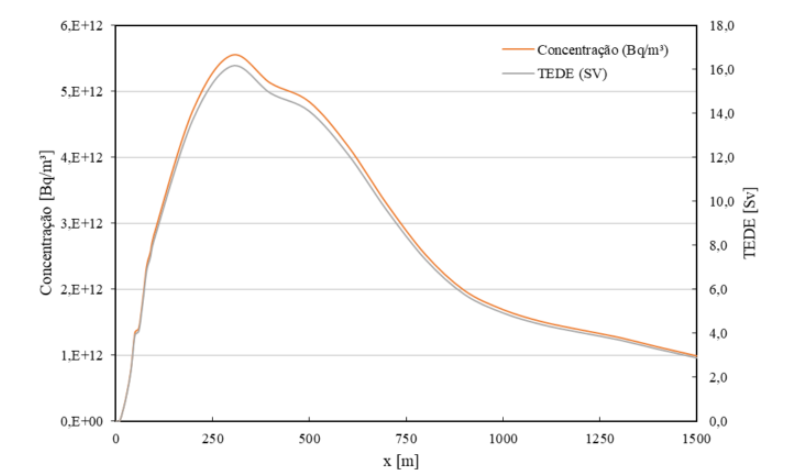 6,E+12
5,E+12
4,E+12
3,E+12
2,E+12
1,E+12
0,E+00
Concentração [Bq/m³]
Concentração (Bq/m³)
TEDE (SV)
18,0
16,0
14,0
12,0
10,0
8,0
6,0
4,0
2,0
0,0
TEDE [Sv]
0
250
500
750
1000
1250
1500
x [m]